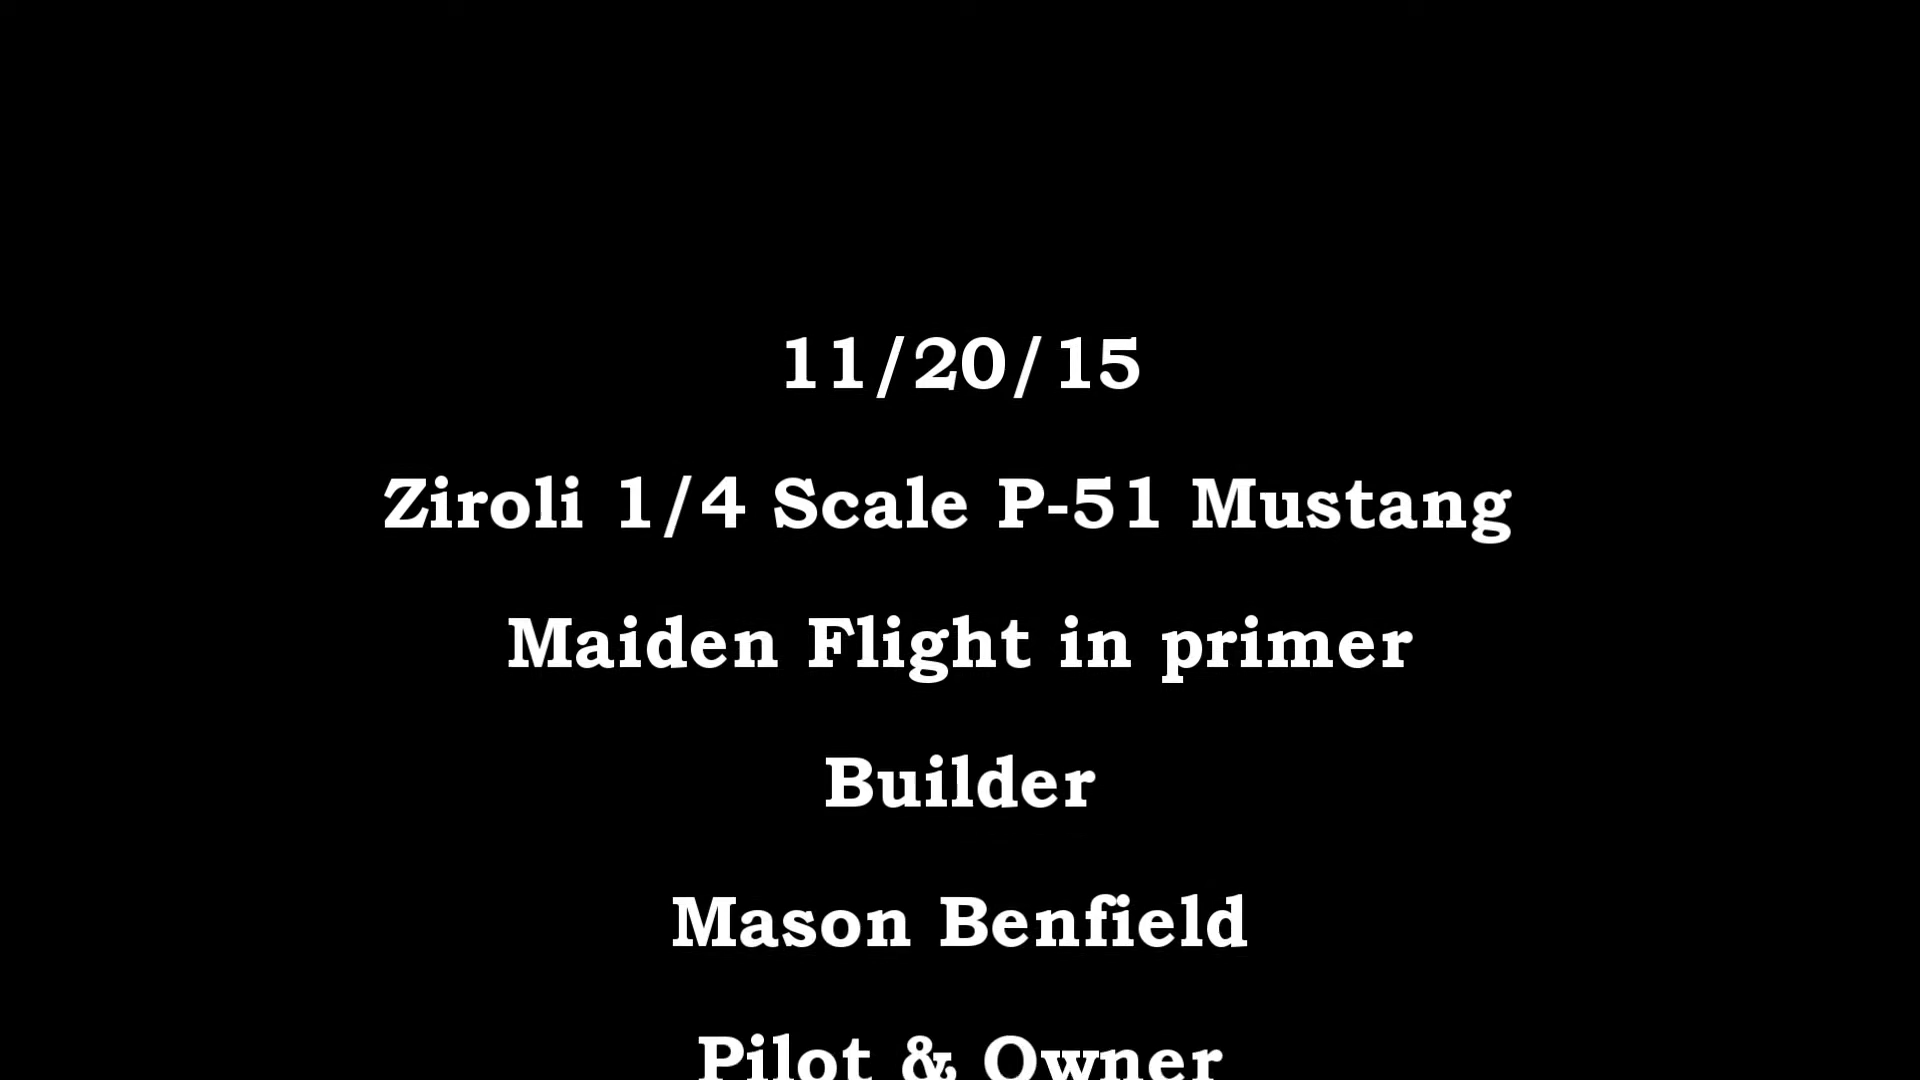 11/20/15
Ziroli 1/4 Scale P-51 Mustang
Maiden Flight in primer
Builder
Mason Benfield
Pilot & Owner